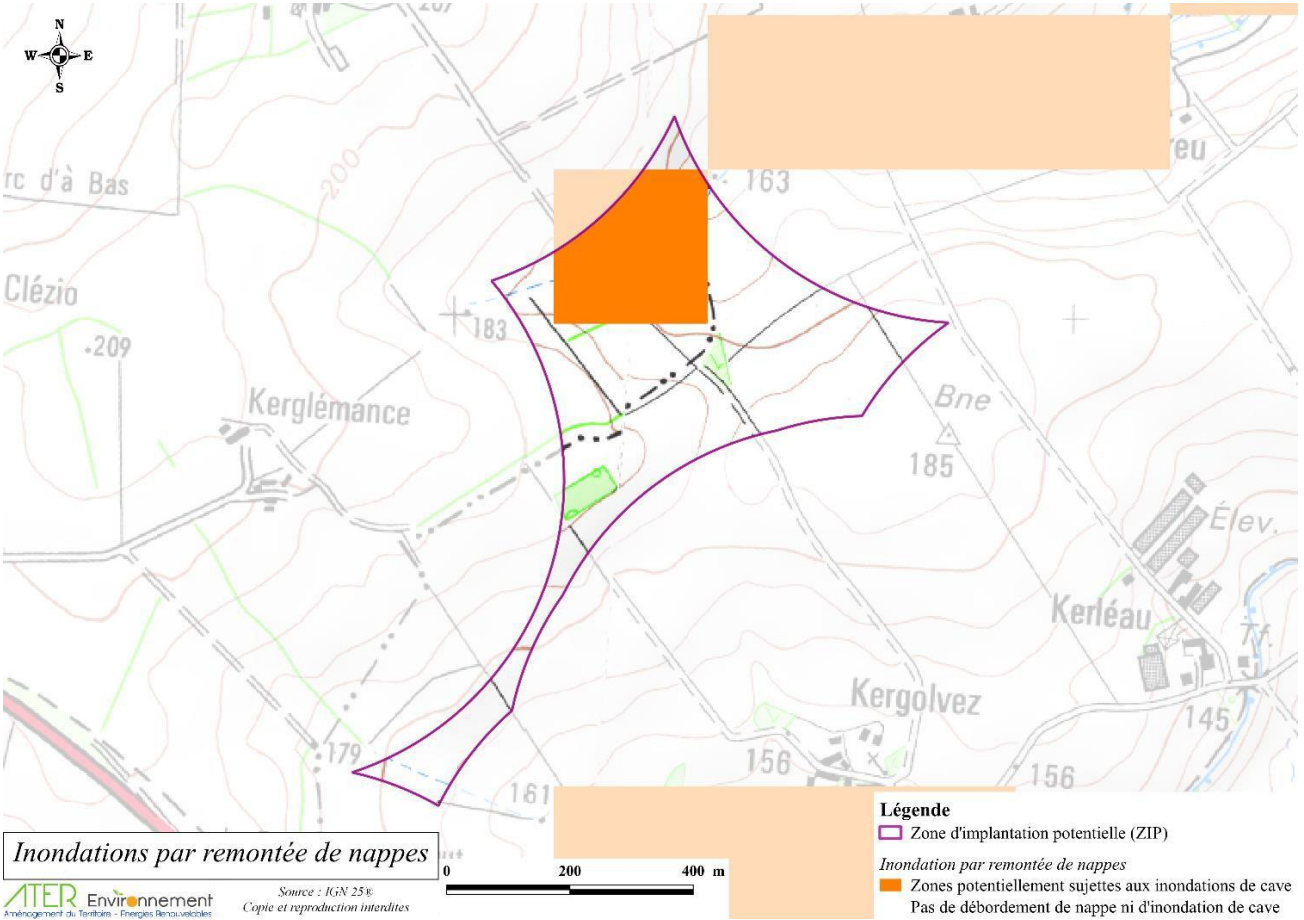 207
N
W E
S
200
rc d'à Bas
eu
163
Clézio
183
.209
Kerglémance
Bne
185
Élev.
Kerléau
Tf.
Kergolvez
145
179
156
156
161
Légende
Zone d'implantation potentielle (ZIP)
Inondation par remontée de nappes
Zones potentiellement sujettes aux inondations de cave
Pas de débordement de nappe ni d'inondation de cave
Inondations par remontée de nappes
0 200 400 m
ATER Environnement
Aménagement du Territoire - Energies Renouvelables
Source : IGN 25®
Copie et reproduction interdites